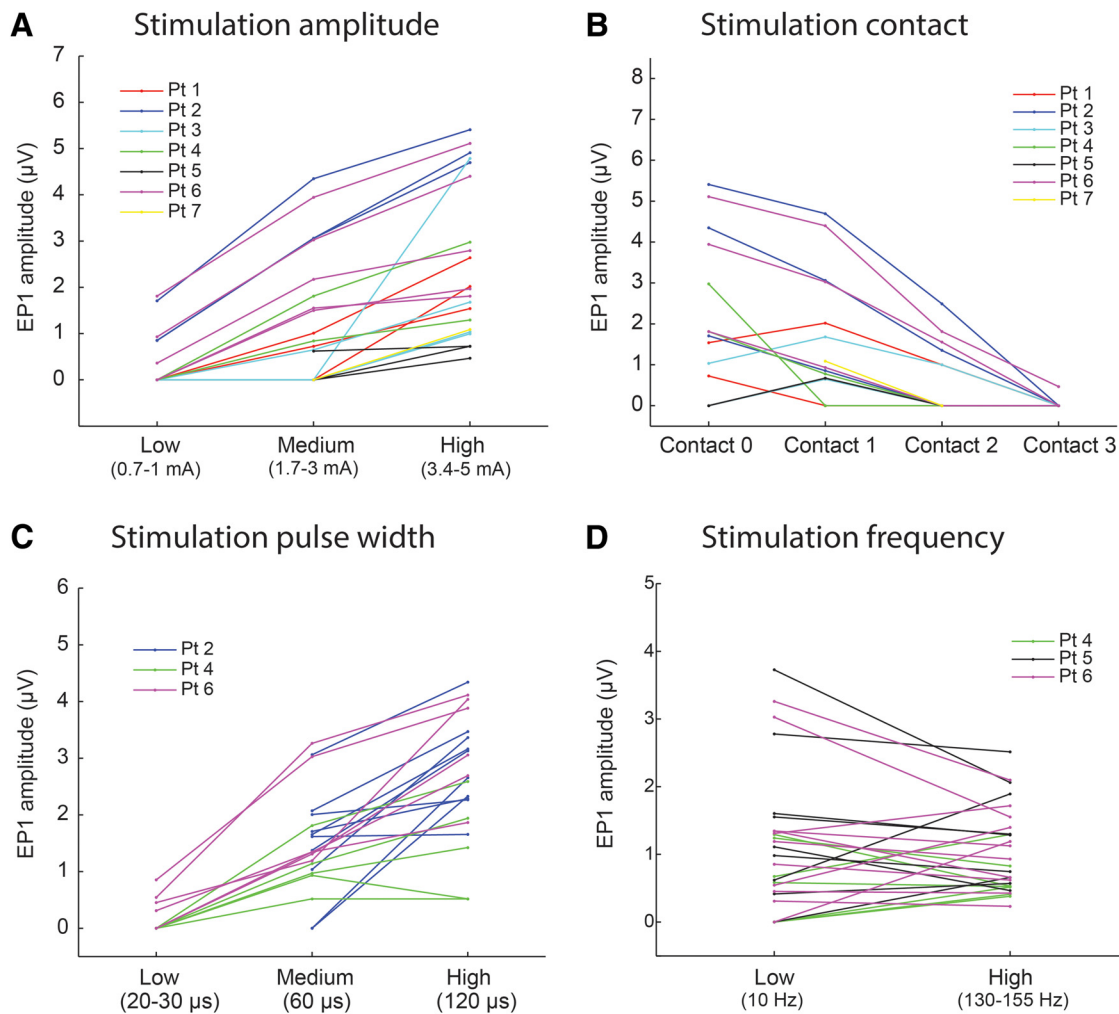 A Stimulation amplitude
7
6
5
4
3
2
1
0
EP1 amplitude (µV)
Pt 1
Pt 2
Pt 3
Pt 4
Pt 5
Pt 6
Pt 7
Low Medium High
(0.7-1 mA) (1.7-3 mA) (3.4-5 mA)
B Stimulation contact
8
7
6
5
4
3
2
1
0
EP1 amplitude (µV)
Pt 1
Pt 2
Pt 3
Pt 4
Pt 5
Pt 6
Pt 7
Contact 0 Contact 1 Contact 2 Contact 3
C Stimulation pulse width
6
5
4
3
2
1
0
EP1 amplitude (µV)
Pt 2
Pt 4
Pt 6
Low Medium High
(20-30 µs) (60 µs) (120 µs)
D Stimulation frequency
5
4
3
2
1
0
EP1 amplitude (µV)
Pt 4
Pt 5
Pt 6
Low High
(10 Hz) (130-155 Hz)